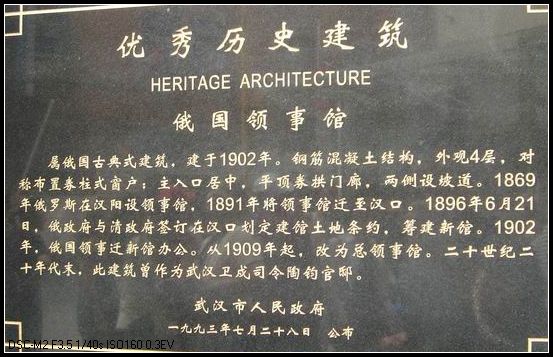 优秀历史建筑
HERITAGE ARCHITECTURE
俄国领事馆
属俄国古典式建筑，建于1902年。钢筋混凝土结构，外观4层，对
称布置券柱式窗户；主入口居中，平顶券拱门廊，两侧设坡道。1869
年俄罗斯在汉阳设领事馆，1891年将领事馆迁至汉口。1896年6月21
日，俄政府与清政府签订在汉口划定建馆土地条约，筹建新馆。1902
年，俄国领事迁新馆办公。从1909年起，改为总领事馆。二十世纪二
十年代末，此建筑曾作为武汉卫戍司令陶钧官邸。
武汉市人民政府
一九九三年七月二十八日 公布
DSC-M2 F3.5 1/40s ISO160 0.3EV